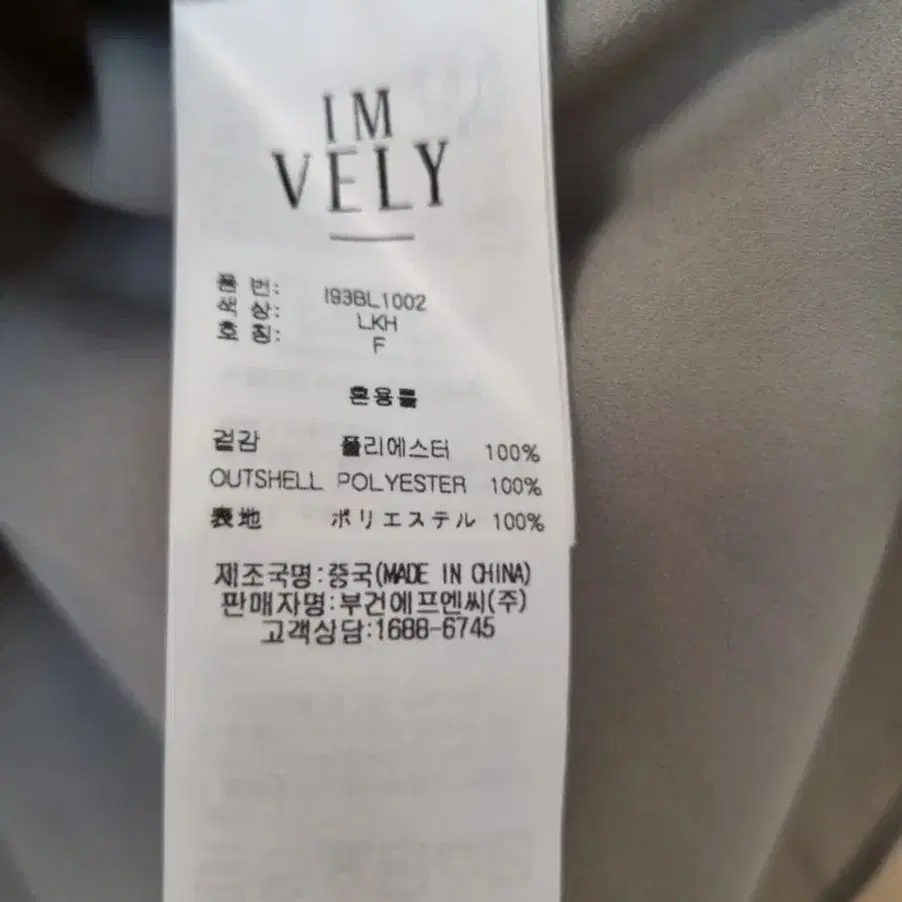 IM
VELY
품 번: I93BL1002
색 상: LKH
호 칭: F
혼용률
겉감 폴리에스터 100%
OUTSHELL POLYESTER 100%
表地 ポリエステル 100%
제조국명:중국(MADE IN CHINA)
판매자명:부건에프엔씨(주)
고객상담:1688-6745